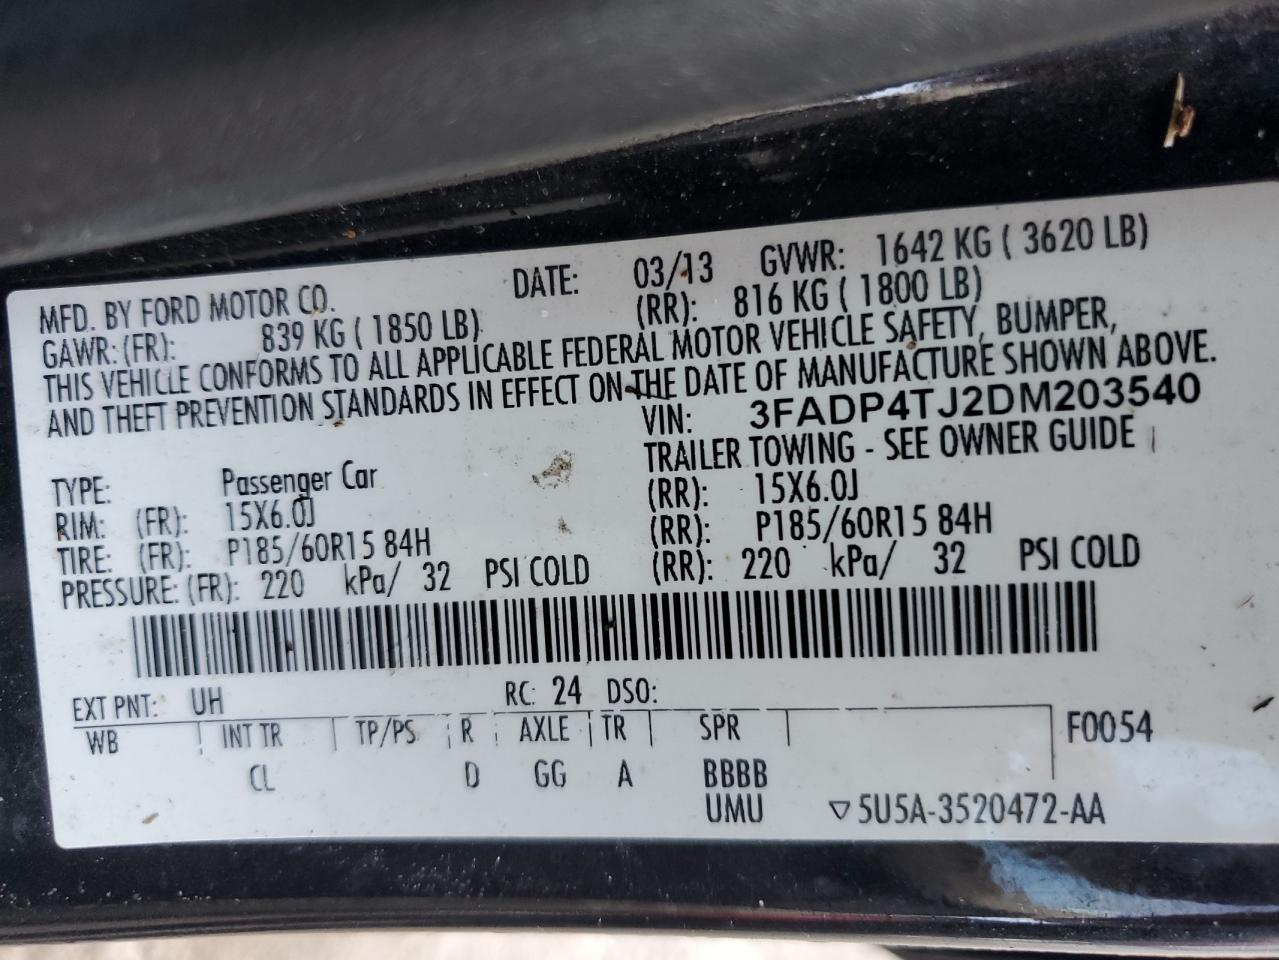 MFD. BY FORD MOTOR CO. DATE: 03/13 GVWR: 1642 KG ( 3620 LB)
GAWR: (FR): 839 KG ( 1850 LB) (RR): 816 KG ( 1800 LB)
THIS VEHICLE CONFORMS TO ALL APPLICABLE FEDERAL MOTOR VEHICLE SAFETY, BUMPER,
AND THEFT PREVENTION STANDARDS IN EFFECT ON THE DATE OF MANUFACTURE SHOWN ABOVE.
VIN: 3FADP4TJ2DM203540
TRAILER TOWING - SEE OWNER GUIDE
TYPE: Passenger Car
RIM: (FR): 15X6.0J (RR): 15X6.0J
TIRE: (FR): P185/60R15 84H (RR): P185/60R15 84H
PRESSURE: (FR): 220 kPa/ 32 PSI COLD (RR): 220 kPa/ 32 PSI COLD
EXT PNT: UH RC: 24 DSO:
WB INT TR TP/PS R AXLE TR SPR F0054
CL D GG A BBBB
UMU ▽5U5A-3520472-AA